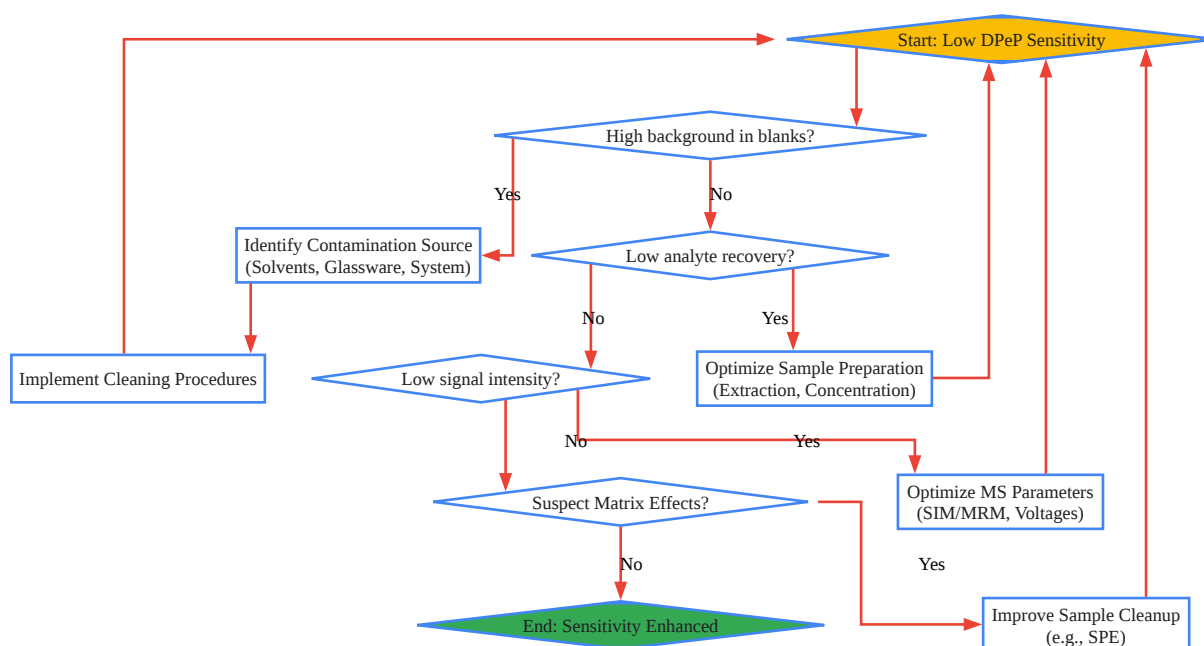 Start: Low DPeP Sensitivity
High background in blanks?
Yes
No
Identify Contamination Source
(Solvents, Glassware, System)
Low analyte recovery?
No
Yes
Implement Cleaning Procedures
Low signal intensity?
Optimize Sample Preparation
(Extraction, Concentration)
No
Yes
Suspect Matrix Effects?
Optimize MS Parameters
(SIM/MRM, Voltages)
No
Yes
End: Sensitivity Enhanced
Improve Sample Cleanup
(e.g., SPE)